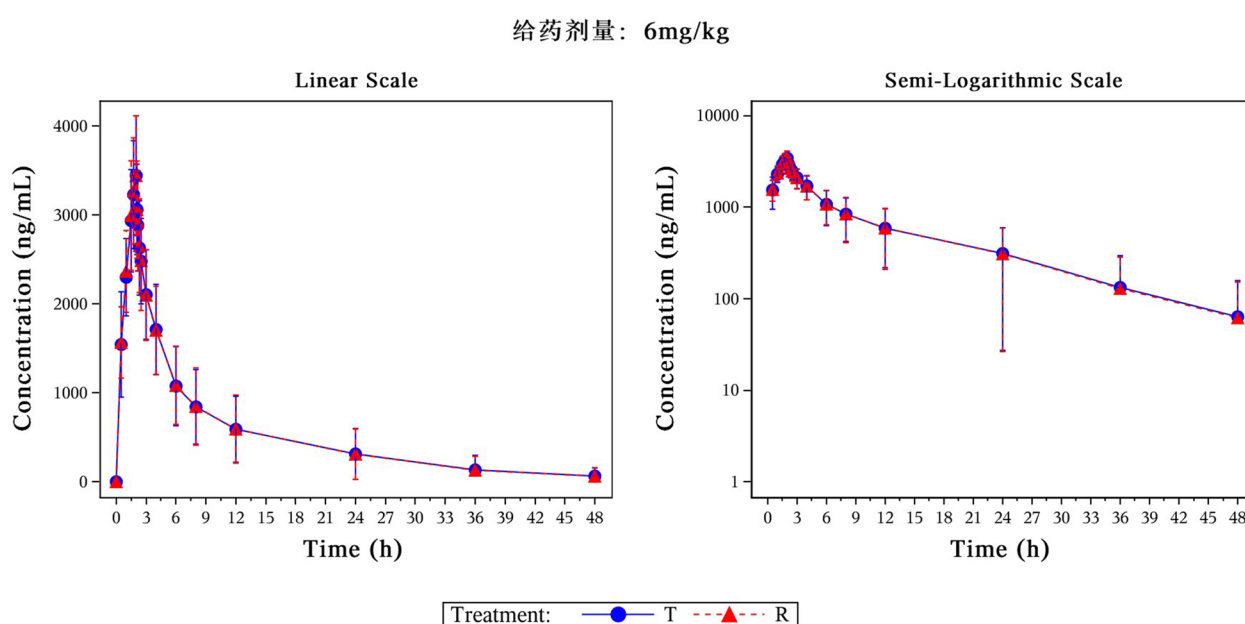 给药剂量：6mg/kg
Linear Scale
Concentration (ng/mL)
4000
3000
2000
1000
0
0 3 6 9 12 15 18 21 24 27 30 33 36 39 42 45 48
Time (h)
Semi-Logarithmic Scale
Concentration (ng/mL)
10000
1000
100
10
1
0 3 6 9 12 15 18 21 24 27 30 33 36 39 42 45 48
Time (h)
Treatment: T R